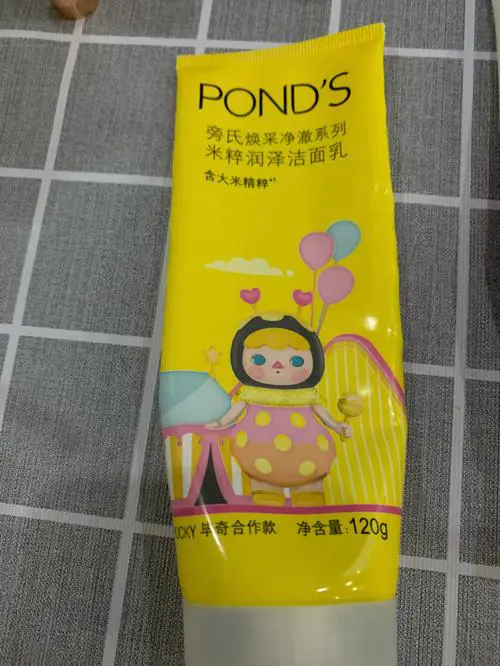 POND'S
旁氏焕采净澈系列
米粹润泽洁面乳
含大米精粹*¹
UCKY 毕奇合作款 净含量:120g